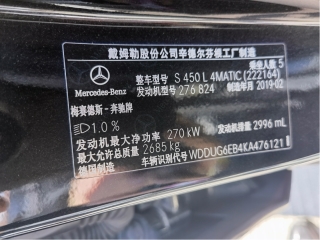 戴姆勒股份公司辛德尔芬根工厂制造
乘坐人数 5
整车型号 S 450 L 4MATIC (222164)
发动机型号 276 824 2019-02
Mercedes-Benz
梅赛德斯-奔驰牌
1.0 %
发动机最大净功率 270 kW 发动机排量 2996 mL
最大允许总质量 2685 kg
车辆识别代号 WDDUG6EB4KA476121
德国制造